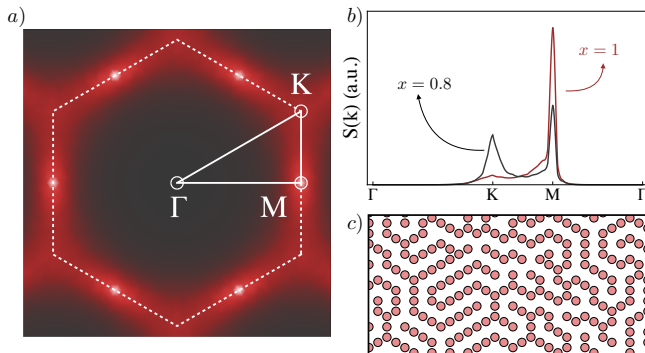 a)
K
Γ
M
b)
S(k) (a.u.)
x = 0.8
x = 1
Γ
K
M
Γ
c)